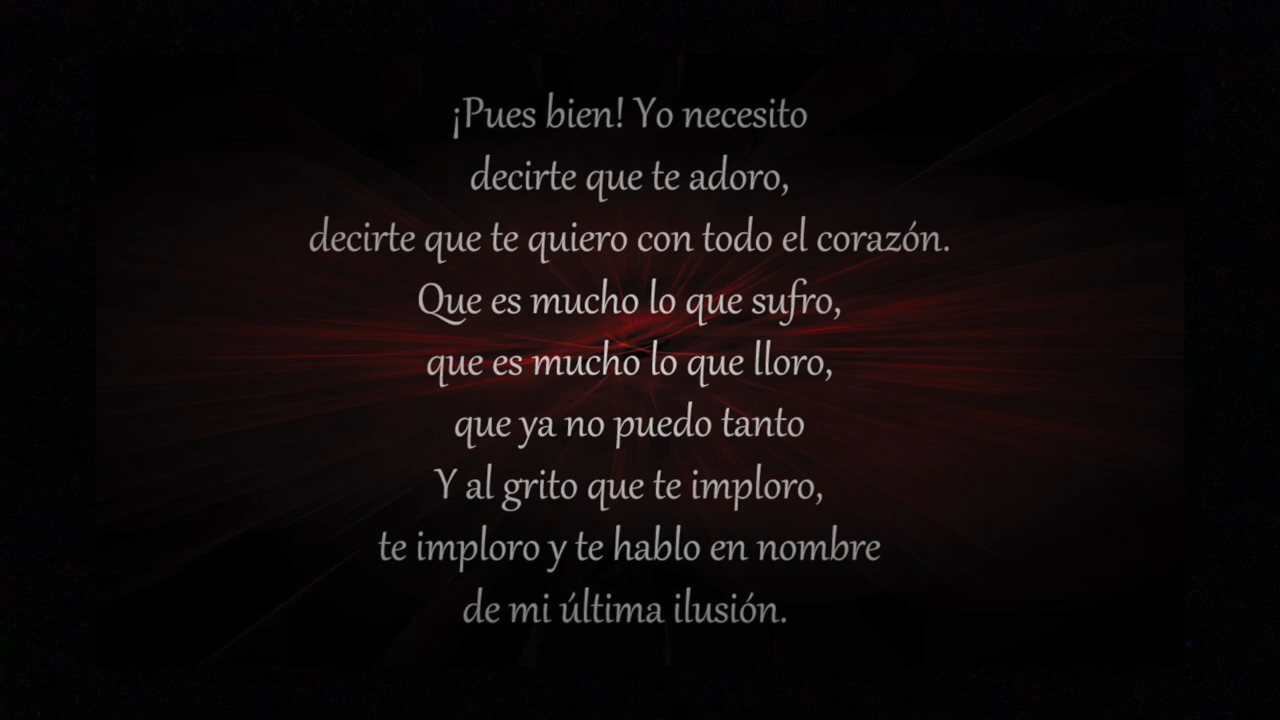 ¡Pues bien! Yo necesito
decirte que te adoro,
decirte que te quiero con todo el corazón.
Que es mucho lo que sufro,
que es mucho lo que lloro,
que ya no puedo tanto
Y al grito que te imploro,
te imploro y te hablo en nombre
de mi última ilusión.